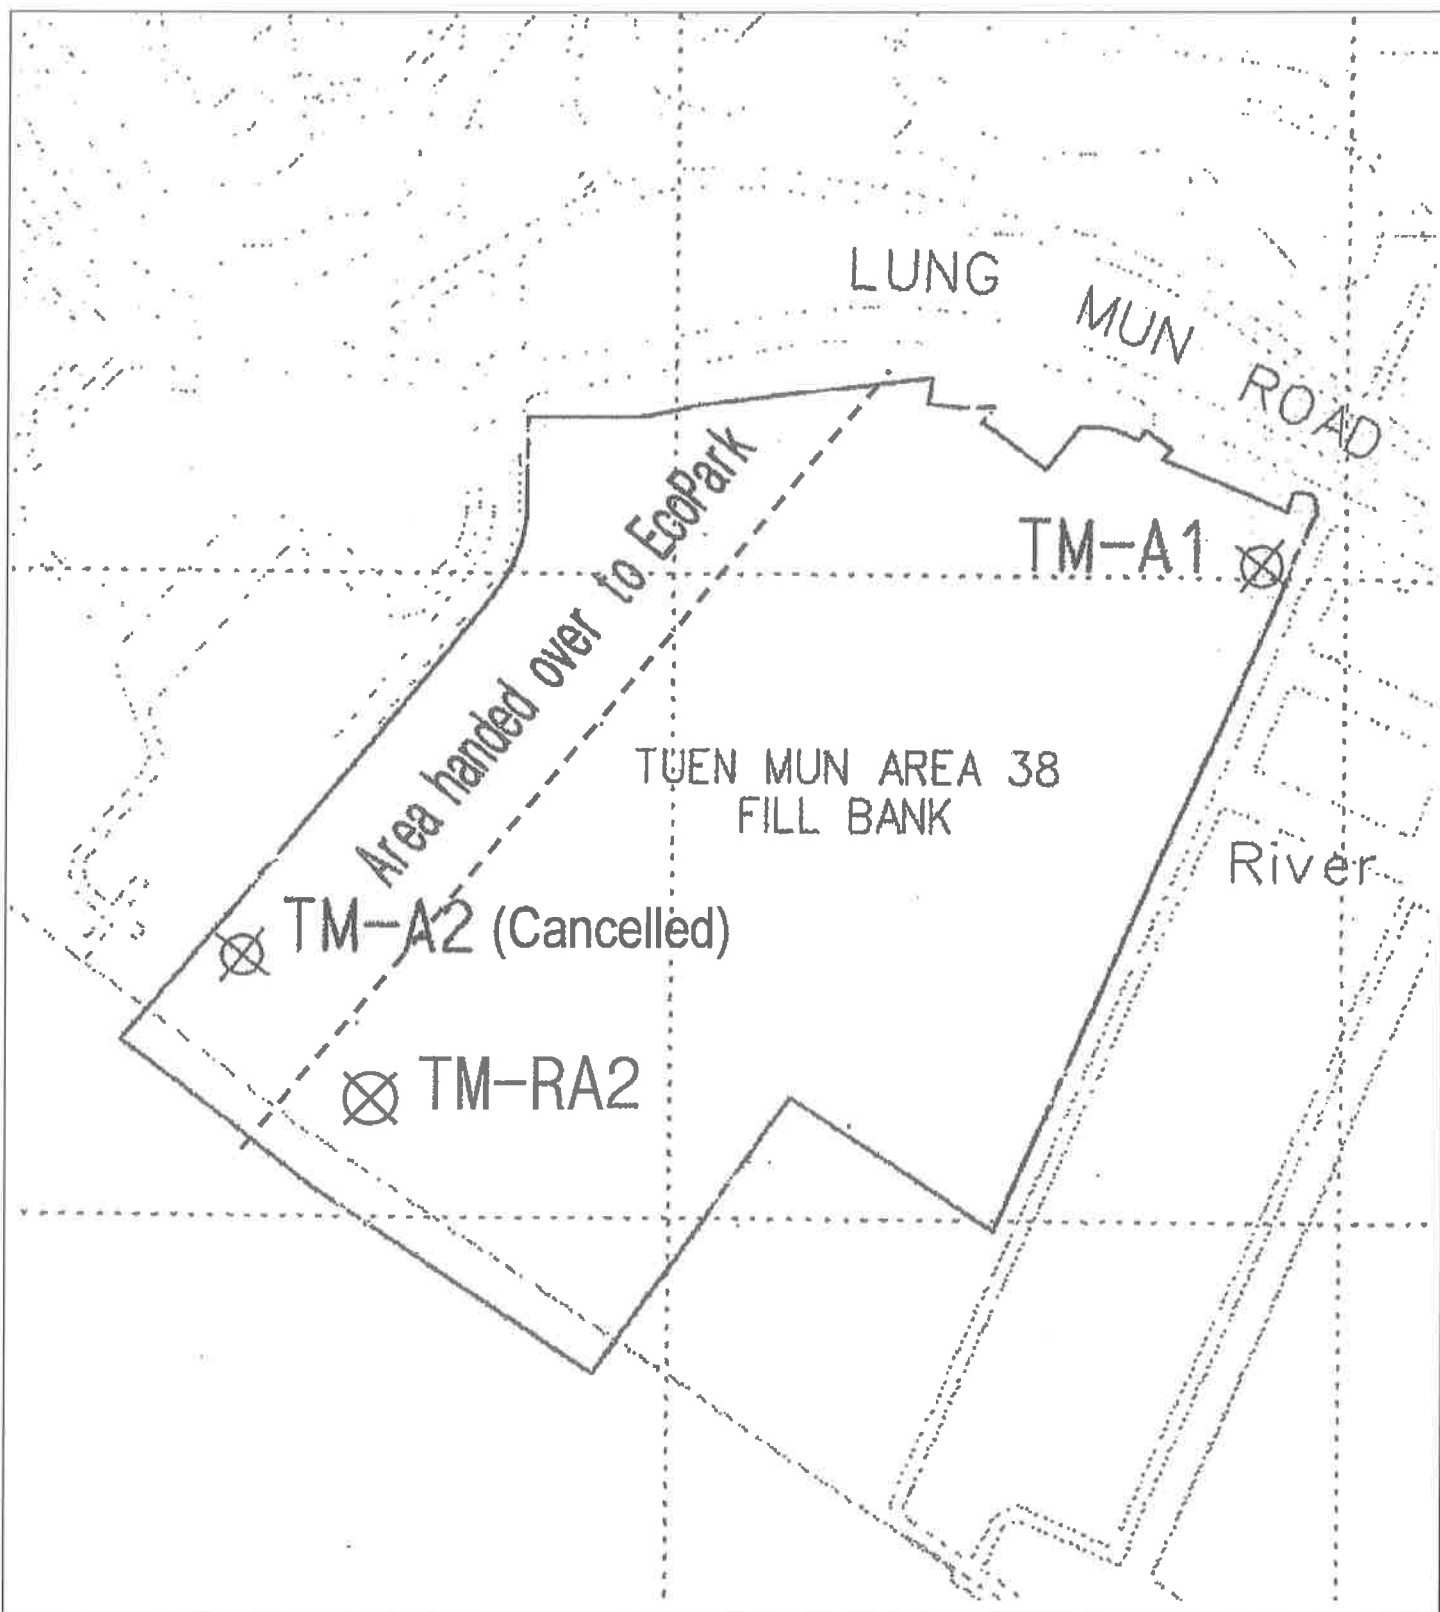 LUNG
MUN
ROAD
Area handed over to EcoPark
TM-A1
TUEN MUN AREA 38
FILL BANK
River
TM-A2 (Cancelled)
TM-RA2